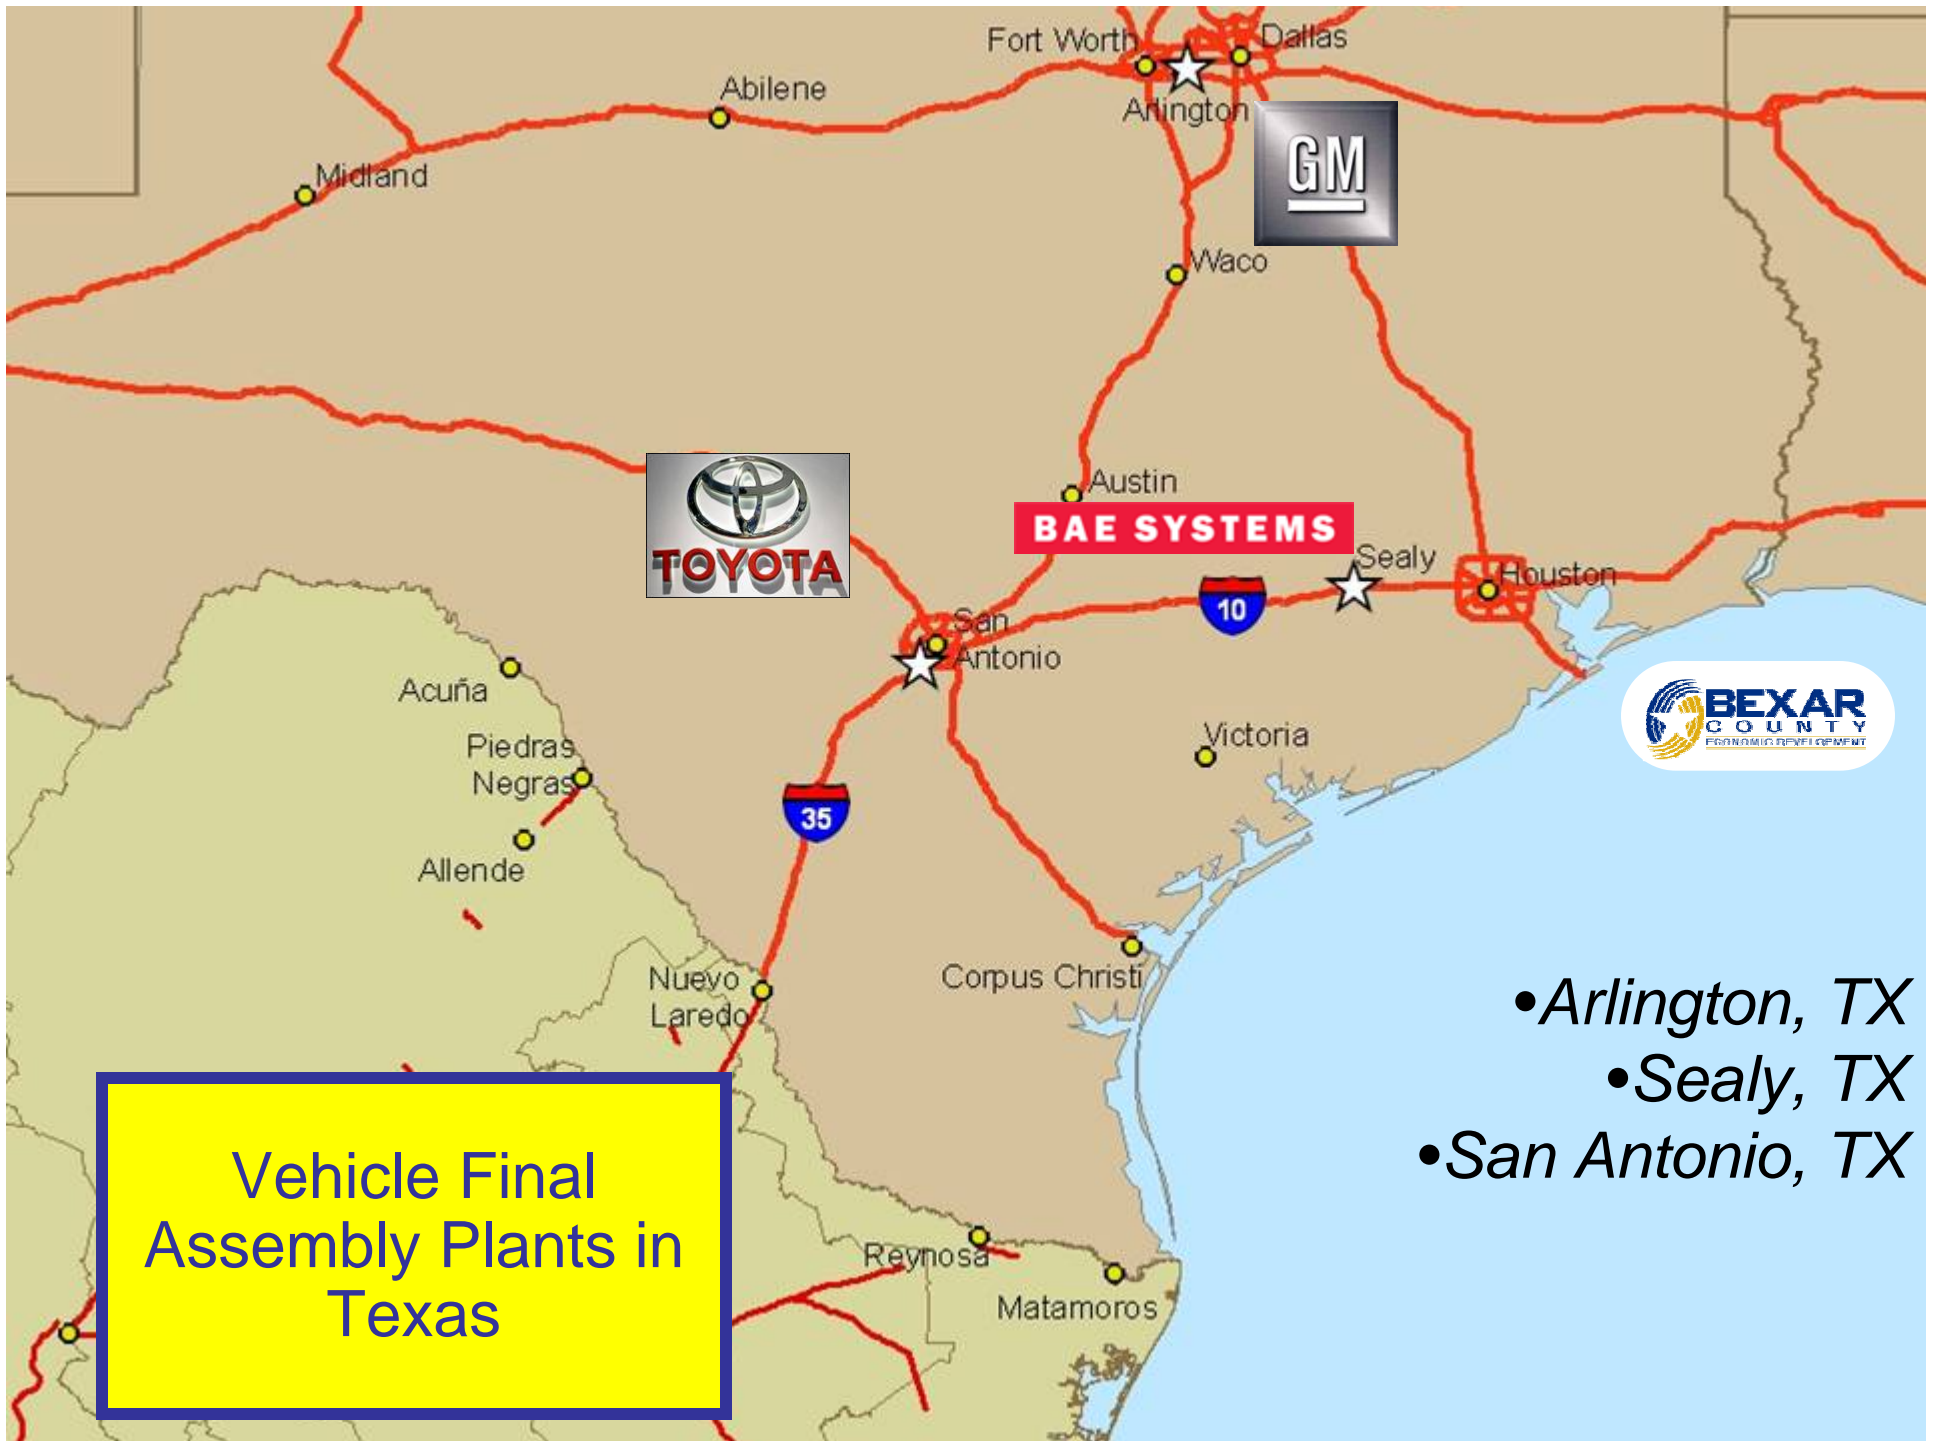 Fort Worth
Dallas
Abilene
Arlington
GM
Midland
Waco
Austin
TOYOTA
BAE SYSTEMS
Sealy
Houston
10
San
Antonio
Acuña
BEXAR
COUNTY
ECONOMIC DEVELOPMENT
Piedras
Negras
Victoria
35
Allende
Nuevo
Laredo
Corpus Christi
•Arlington, TX
•Sealy, TX
•San Antonio, TX
Vehicle Final
Assembly Plants in
Texas
Reynosa
Matamoros